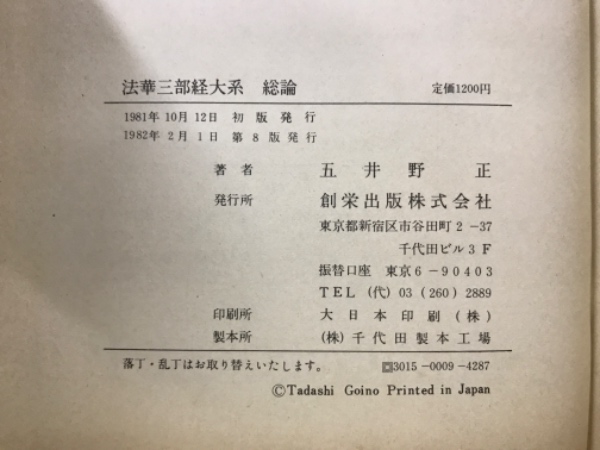 法華三部経大系 総論 定価1200円
1981年10月12日 初版発行
1982年2月1日 第8版発行
著者 五井野正
発行所 創栄出版株式会社
東京都新宿区市谷田町2-37
千代田ビル3F
振替口座 東京6-90403
TEL (代) 03 (260) 2889
印刷所 大日本印刷(株)
製本所 (株)千代田製本工場
落丁・乱丁はお取り替えいたします。 回3015-0009-4287
©Tadashi Goino Printed in Japan